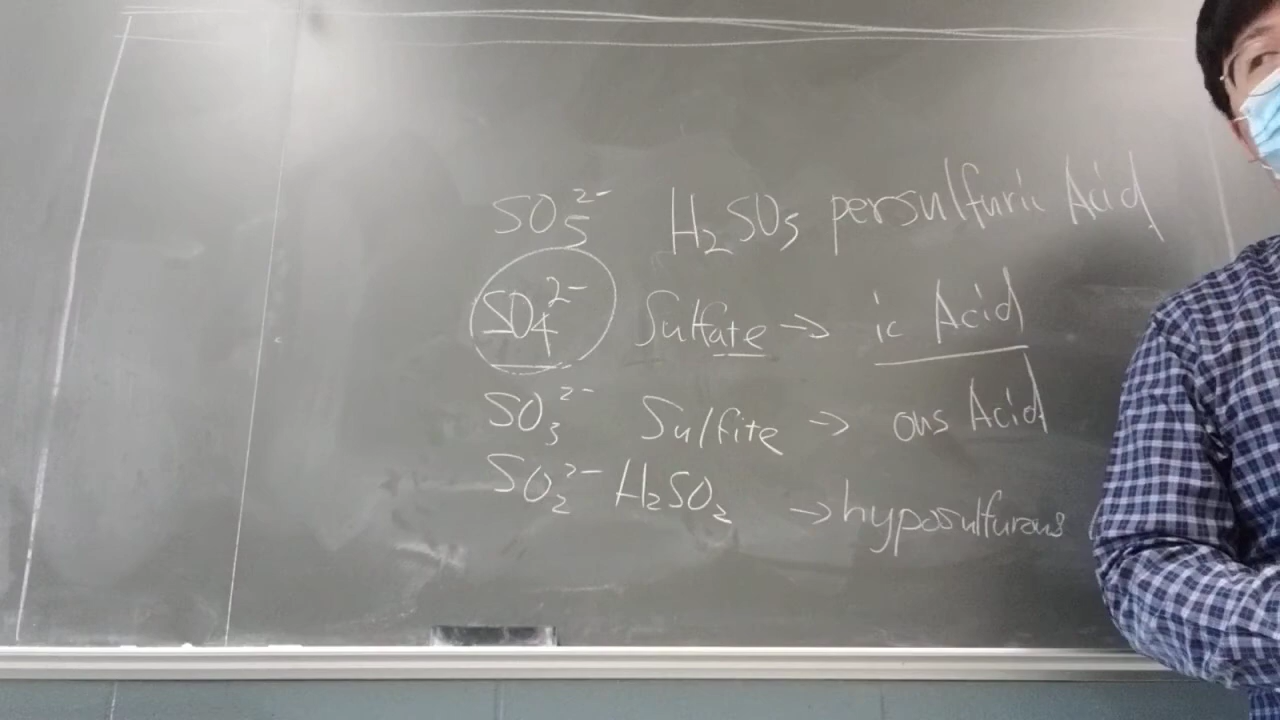 SO₅²⁻ H₂SO₅ persulfuric Acid
SO₄²⁻ Sulfate → ic Acid
SO₃²⁻ Sulfite → ous Acid
SO₂²⁻ H₂SO₂ → hyposulfurous